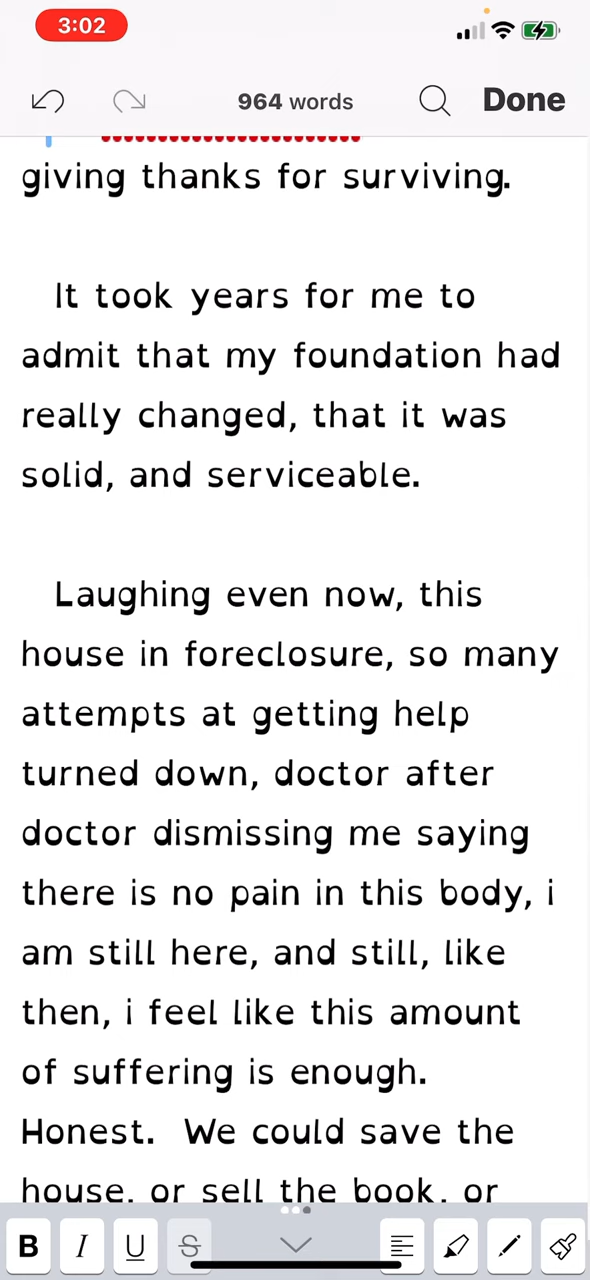 3:02
964 words
Done
giving thanks for surviving.
It took years for me to
admit that my foundation had
really changed, that it was
solid, and serviceable.
Laughing even now, this
house in foreclosure, so many
attempts at getting help
turned down, doctor after
doctor dismissing me saying
there is no pain in this body, i
am still here, and still, like
then, i feel like this amount
of suffering is enough.
Honest.  We could save the
house, or sell the book, or
B I U S